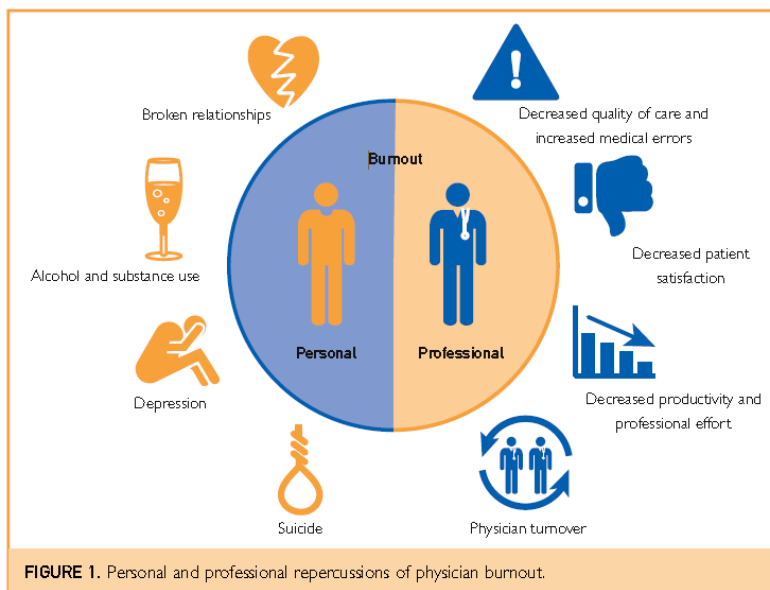 Broken relationships
Decreased quality of care and
increased medical errors
Burnout
Alcohol and substance use
Decreased patient
satisfaction
Personal
Professional
Depression
Decreased productivity and
professional effort
Suicide
Physician turnover
FIGURE 1. Personal and professional repercussions of physician burnout.